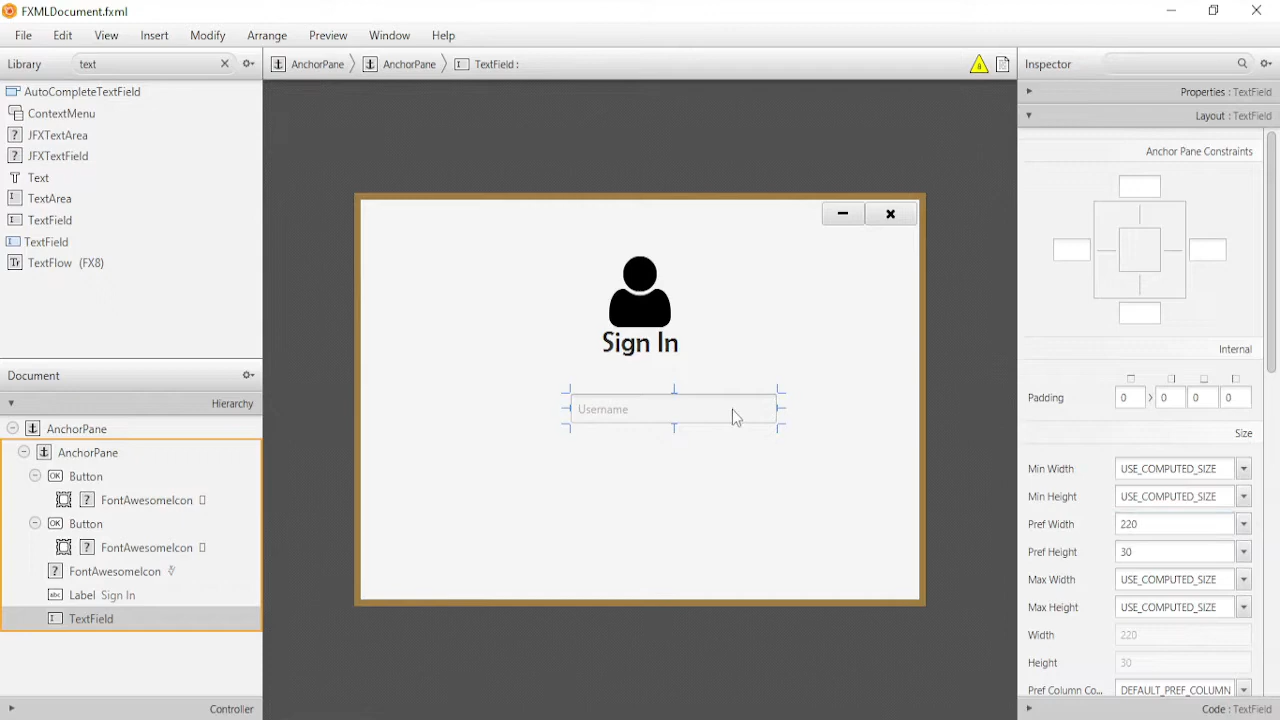 FXMLDocument.fxml
File Edit View Insert Modify Arrange Preview Window Help
Library text
AnchorPane AnchorPane TextField :
Inspector
AutoCompleteTextField
ContextMenu
JFXTextArea
JFXTextField
Text
TextArea
TextField
TextField
TextFlow (FX8)
Document
Hierarchy
AnchorPane
AnchorPane
Button
FontAwesomeIcon
Button
FontAwesomeIcon
FontAwesomeIcon
Label Sign In
TextField
Controller
Sign In
Username
Properties : TextField
Layout : TextField
Anchor Pane Constraints
Internal
Padding 0 0 0 0
Size
Min Width USE_COMPUTED_SIZE
Min Height USE_COMPUTED_SIZE
Pref Width 220
Pref Height 30
Max Width USE_COMPUTED_SIZE
Max Height USE_COMPUTED_SIZE
Width 220
Height 30
Pref Column Co... DEFAULT_PREF_COLUMN
Code : TextField